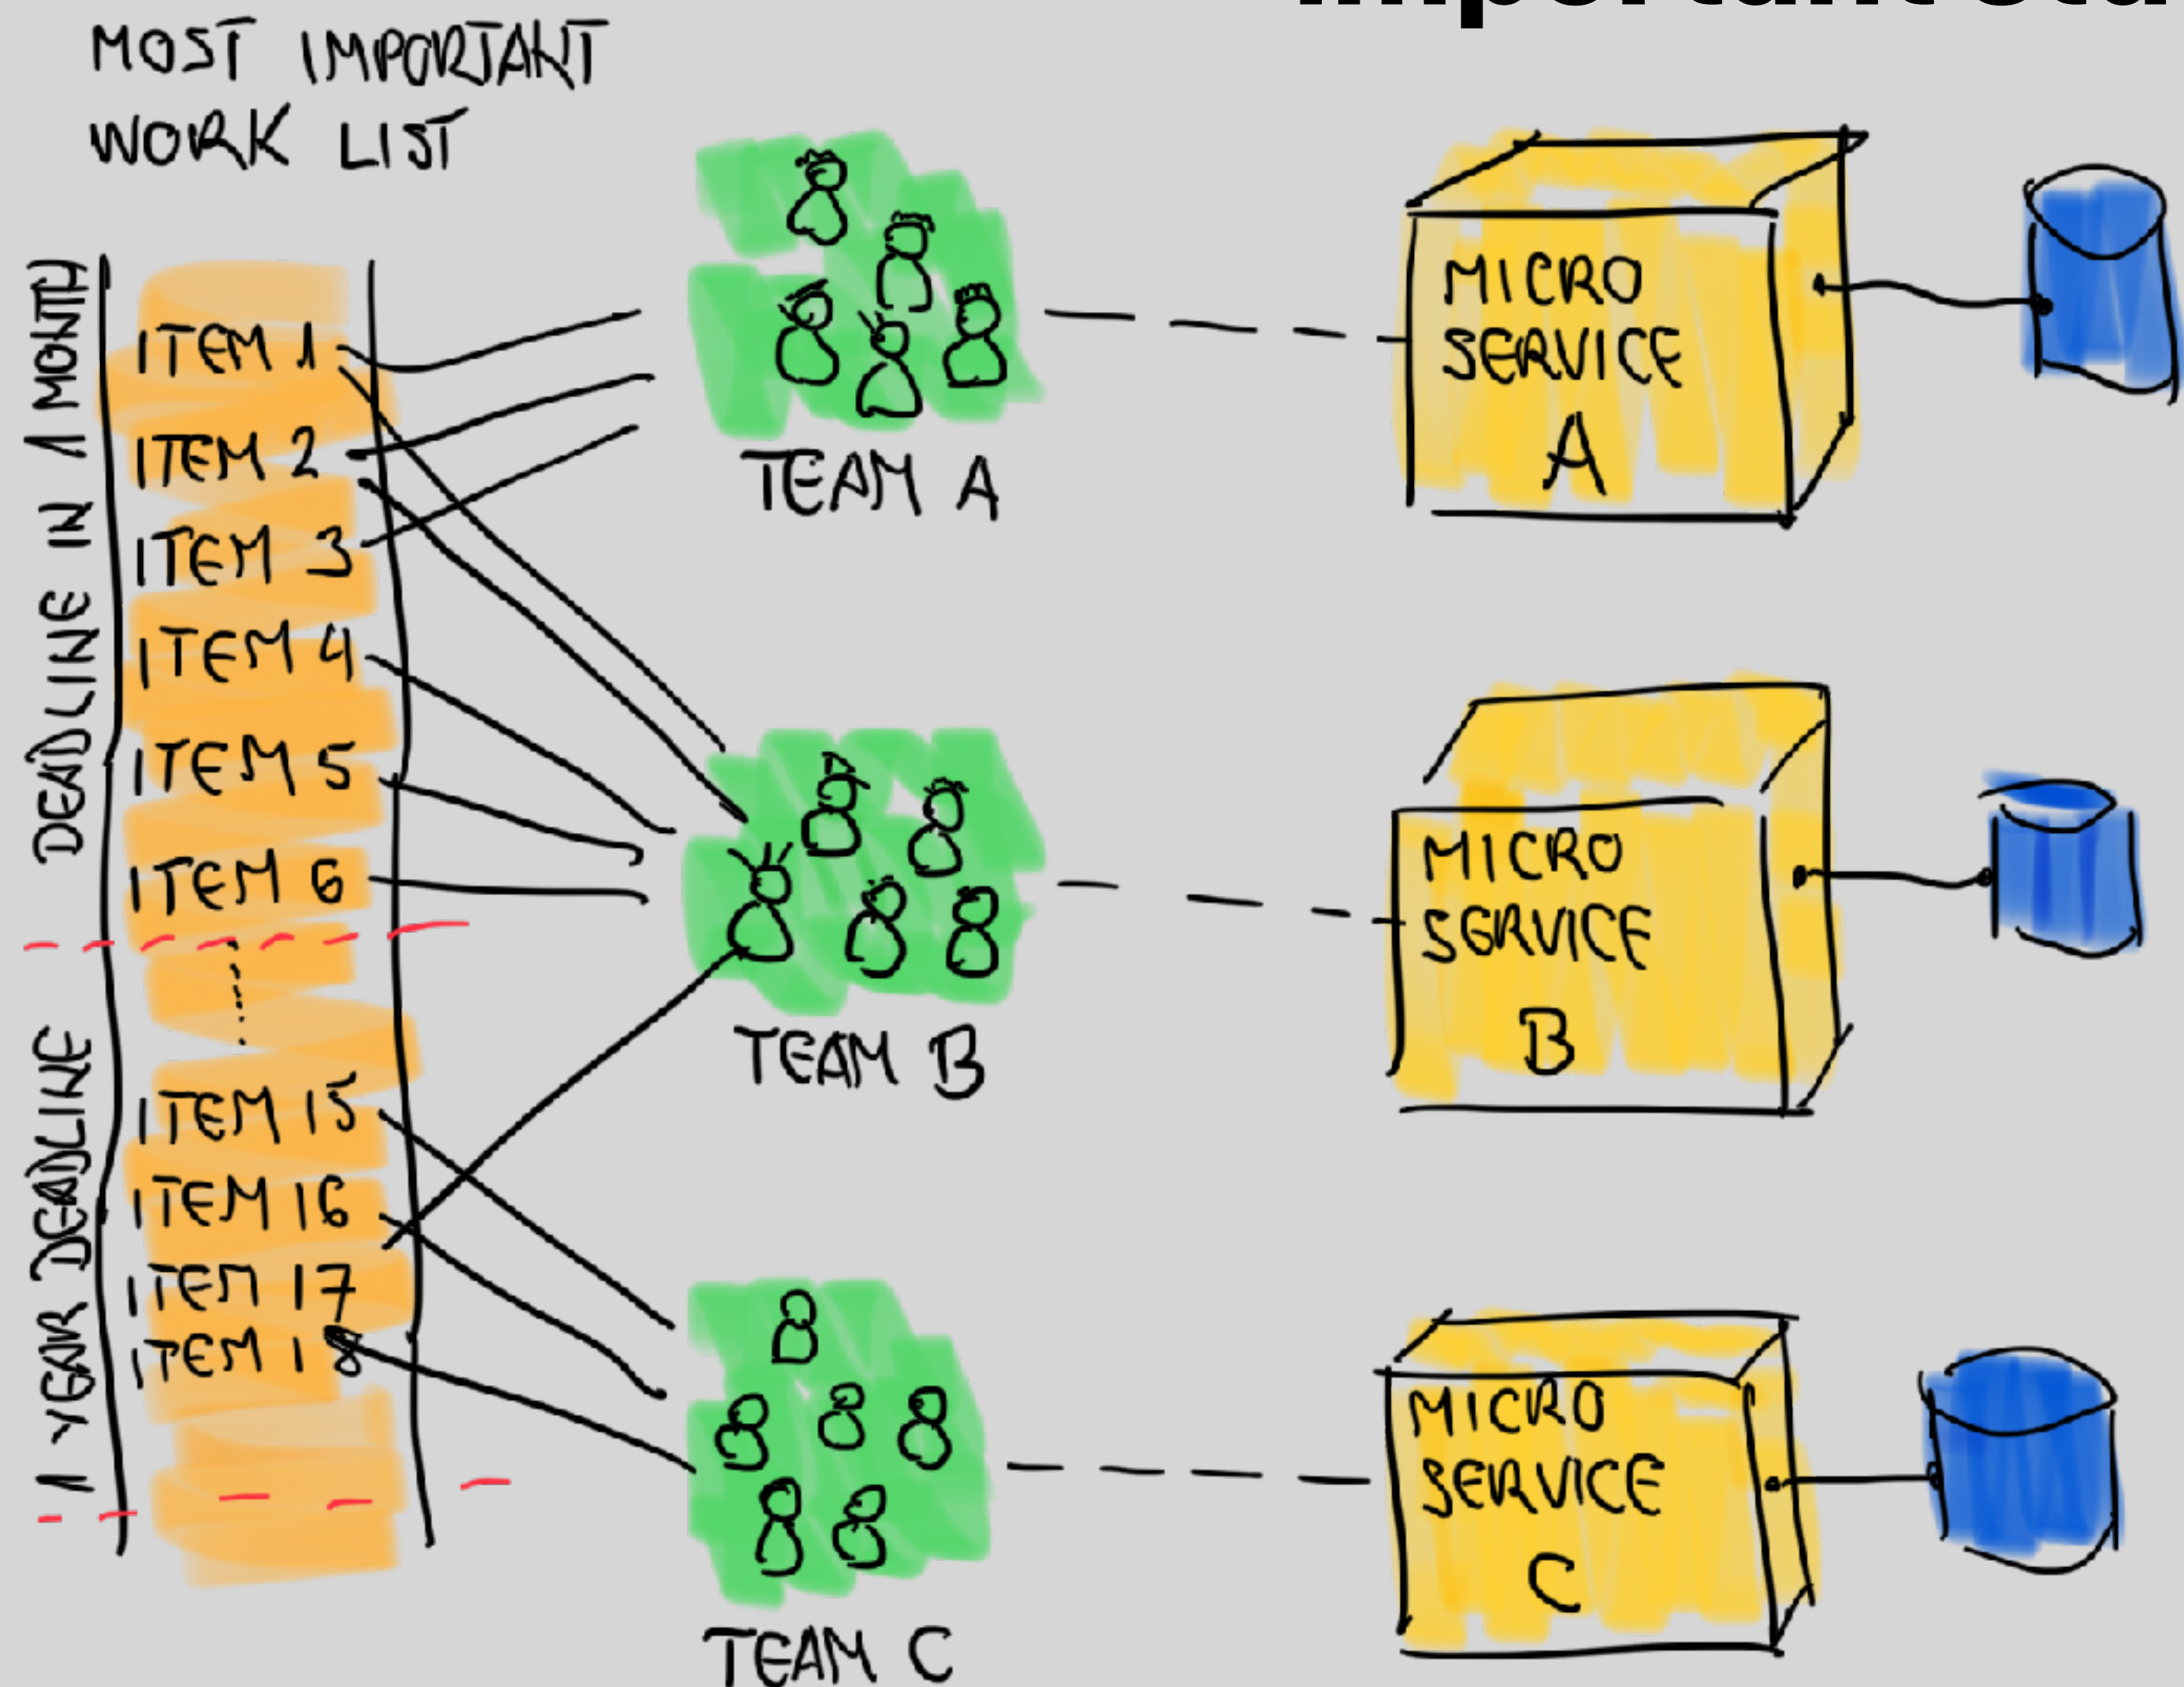 MOST IMPORTANT
WORK LIST
DEADLINE IN 1 MONTH
ITEM 1
ITEM 2
ITEM 3
ITEM 4
ITEM 5
ITEM 6
1 YEAR DEADLINE
ITEM 15
ITEM 16
ITEM 17
ITEM 18
TEAM A
TEAM B
TEAM C
MICRO
SERVICE
A
MICRO
SERVICE
B
MICRO
SERVICE
C